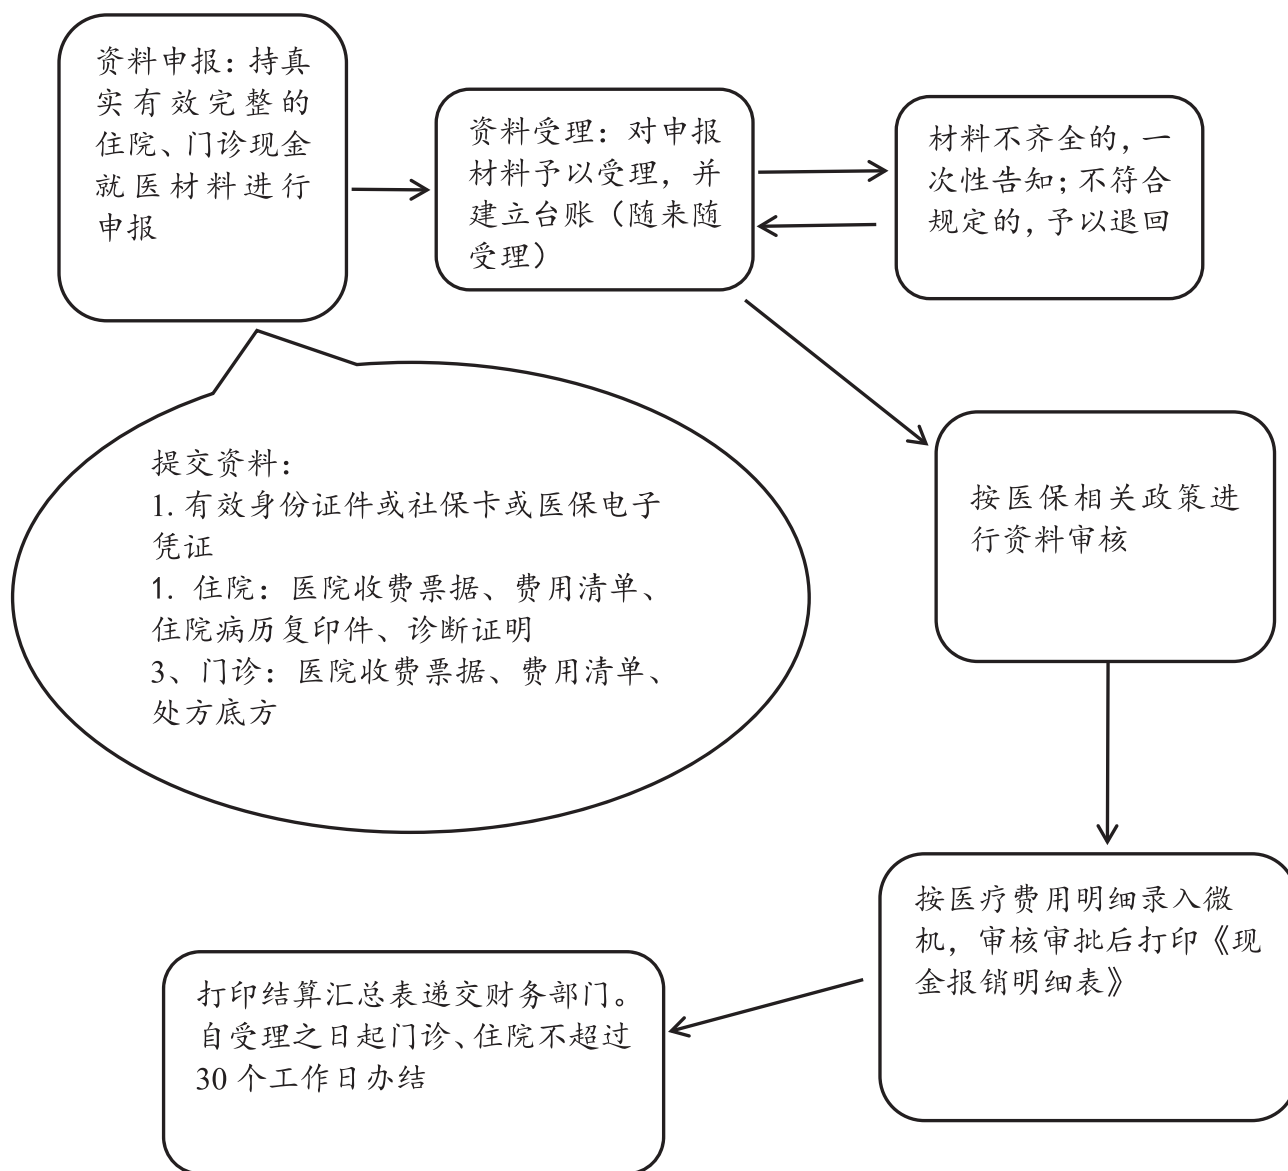 资料申报：持真
实有效完整的
住院、门诊现金
就医材料进行
申报
资料受理：对申报
材料予以受理，并
建立台账（随来随
受理）
材料不齐全的，一
次性告知；不符合
规定的，予以退回
提交资料：
1. 有效身份证件或社保卡或医保电子
凭证
1. 住院：医院收费票据、费用清单、
住院病历复印件、诊断证明
3、门诊：医院收费票据、费用清单、
处方底方
按医保相关政策进
行资料审核
按医疗费用明细录入微
机，审核审批后打印《现
金报销明细表》
打印结算汇总表递交财务部门。
自受理之日起门诊、住院不超过
30 个工作日办结